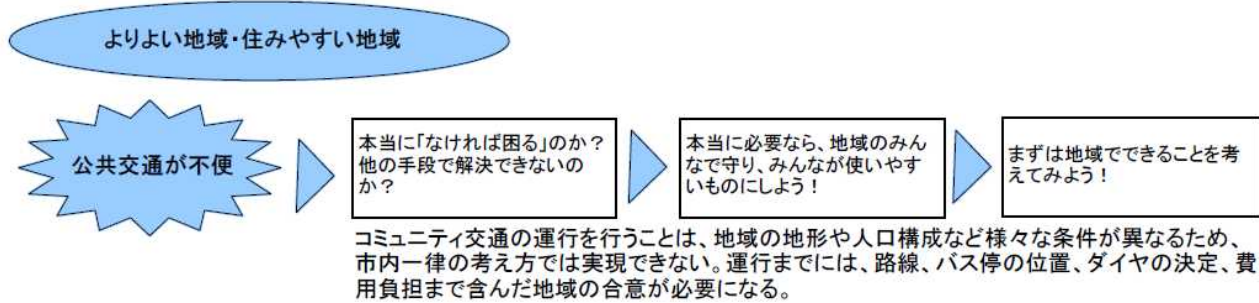 よりよい地域・住みやすい地域
公共交通が不便
本当に「なければ困る」のか?
他の手段で解決できないの
か?
本当に必要なら、地域のみん
なで守り、みんなが使いやす
いものにしよう!
まずは地域でできることを考
えてみよう!
コミュニティ交通の運行を行うことは、地域の地形や人口構成など様々な条件が異なるため、
市内一律の考え方では実現できない。運行までには、路線、バス停の位置、ダイヤの決定、費
用負担まで含んだ地域の合意が必要になる。